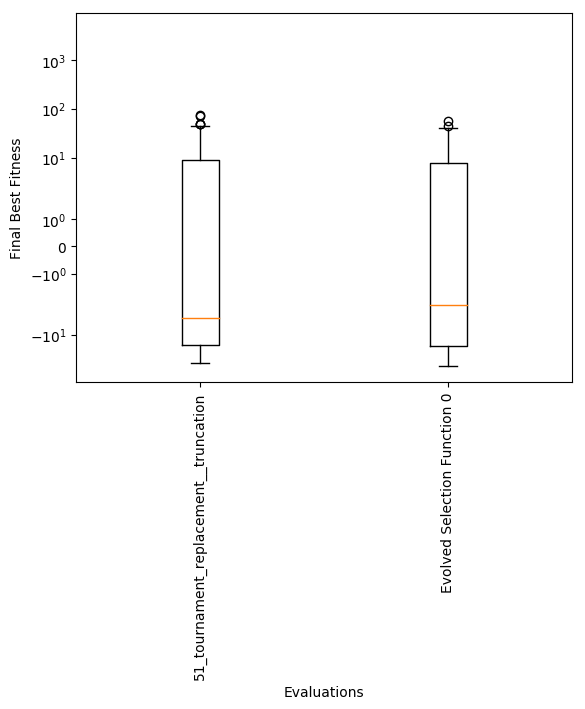 Final Best Fitness
10³
10²
10¹
10⁰
0
−10⁰
−10¹
51_tournament_replacement__truncation
Evolved Selection Function 0
Evaluations